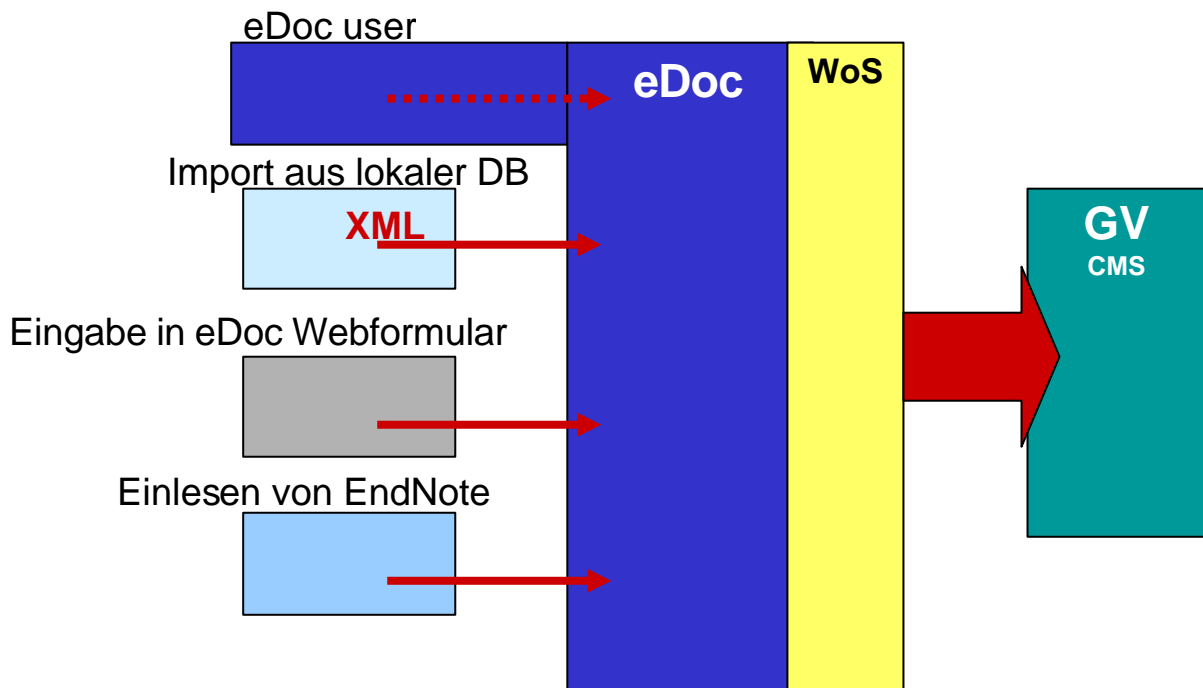 eDoc user
eDoc
WoS
Import aus lokaler DB
XML
GV
CMS
Eingabe in eDoc Webformular
Einlesen von EndNote